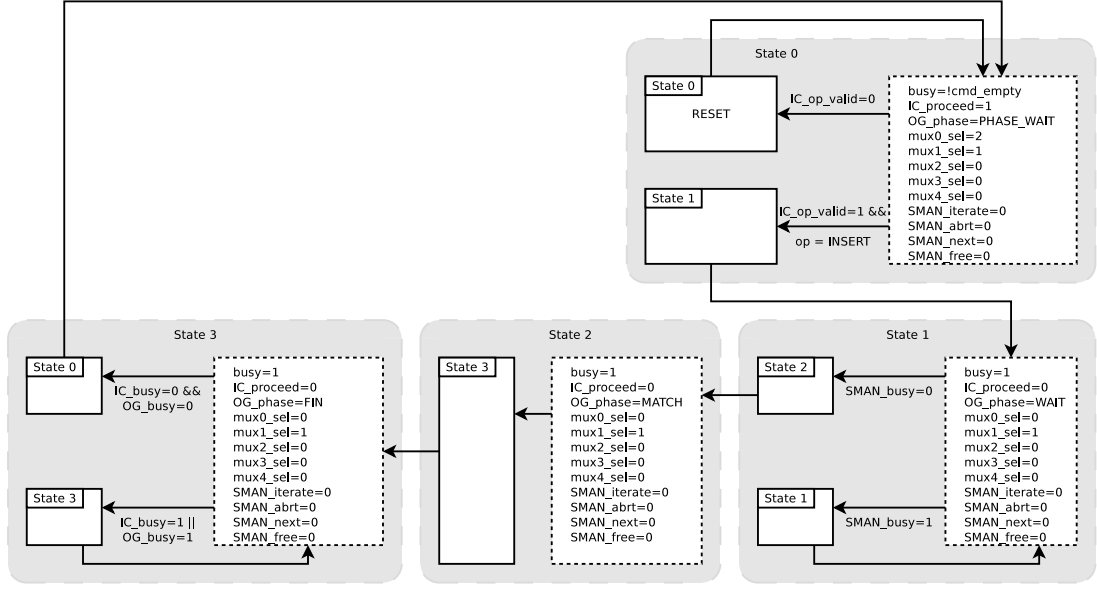 State 0
State 0
RESET
IC_op_valid=0
busy=!cmd_empty
IC_proceed=1
OG_phase=PHASE_WAIT
mux0_sel=2
mux1_sel=1
mux2_sel=0
mux3_sel=0
mux4_sel=0
SMAN_iterate=0
SMAN_abrt=0
SMAN_next=0
SMAN_free=0
State 1
IC_op_valid=1 &&
op = INSERT
State 3
State 0
IC_busy=0 &&
OG_busy=0
busy=1
IC_proceed=0
OG_phase=FIN
mux0_sel=0
mux1_sel=1
mux2_sel=0
mux3_sel=0
mux4_sel=0
SMAN_iterate=0
SMAN_abrt=0
SMAN_next=0
SMAN_free=0
State 3
IC_busy=1 ||
OG_busy=1
State 2
State 3
busy=1
IC_proceed=0
OG_phase=MATCH
mux0_sel=0
mux1_sel=1
mux2_sel=0
mux3_sel=0
mux4_sel=0
SMAN_iterate=0
SMAN_abrt=0
SMAN_next=0
SMAN_free=0
State 1
State 2
SMAN_busy=0
busy=1
IC_proceed=0
OG_phase=WAIT
mux0_sel=0
mux1_sel=1
mux2_sel=0
mux3_sel=0
mux4_sel=0
SMAN_iterate=0
SMAN_abrt=0
SMAN_next=0
SMAN_free=0
State 1
SMAN_busy=1